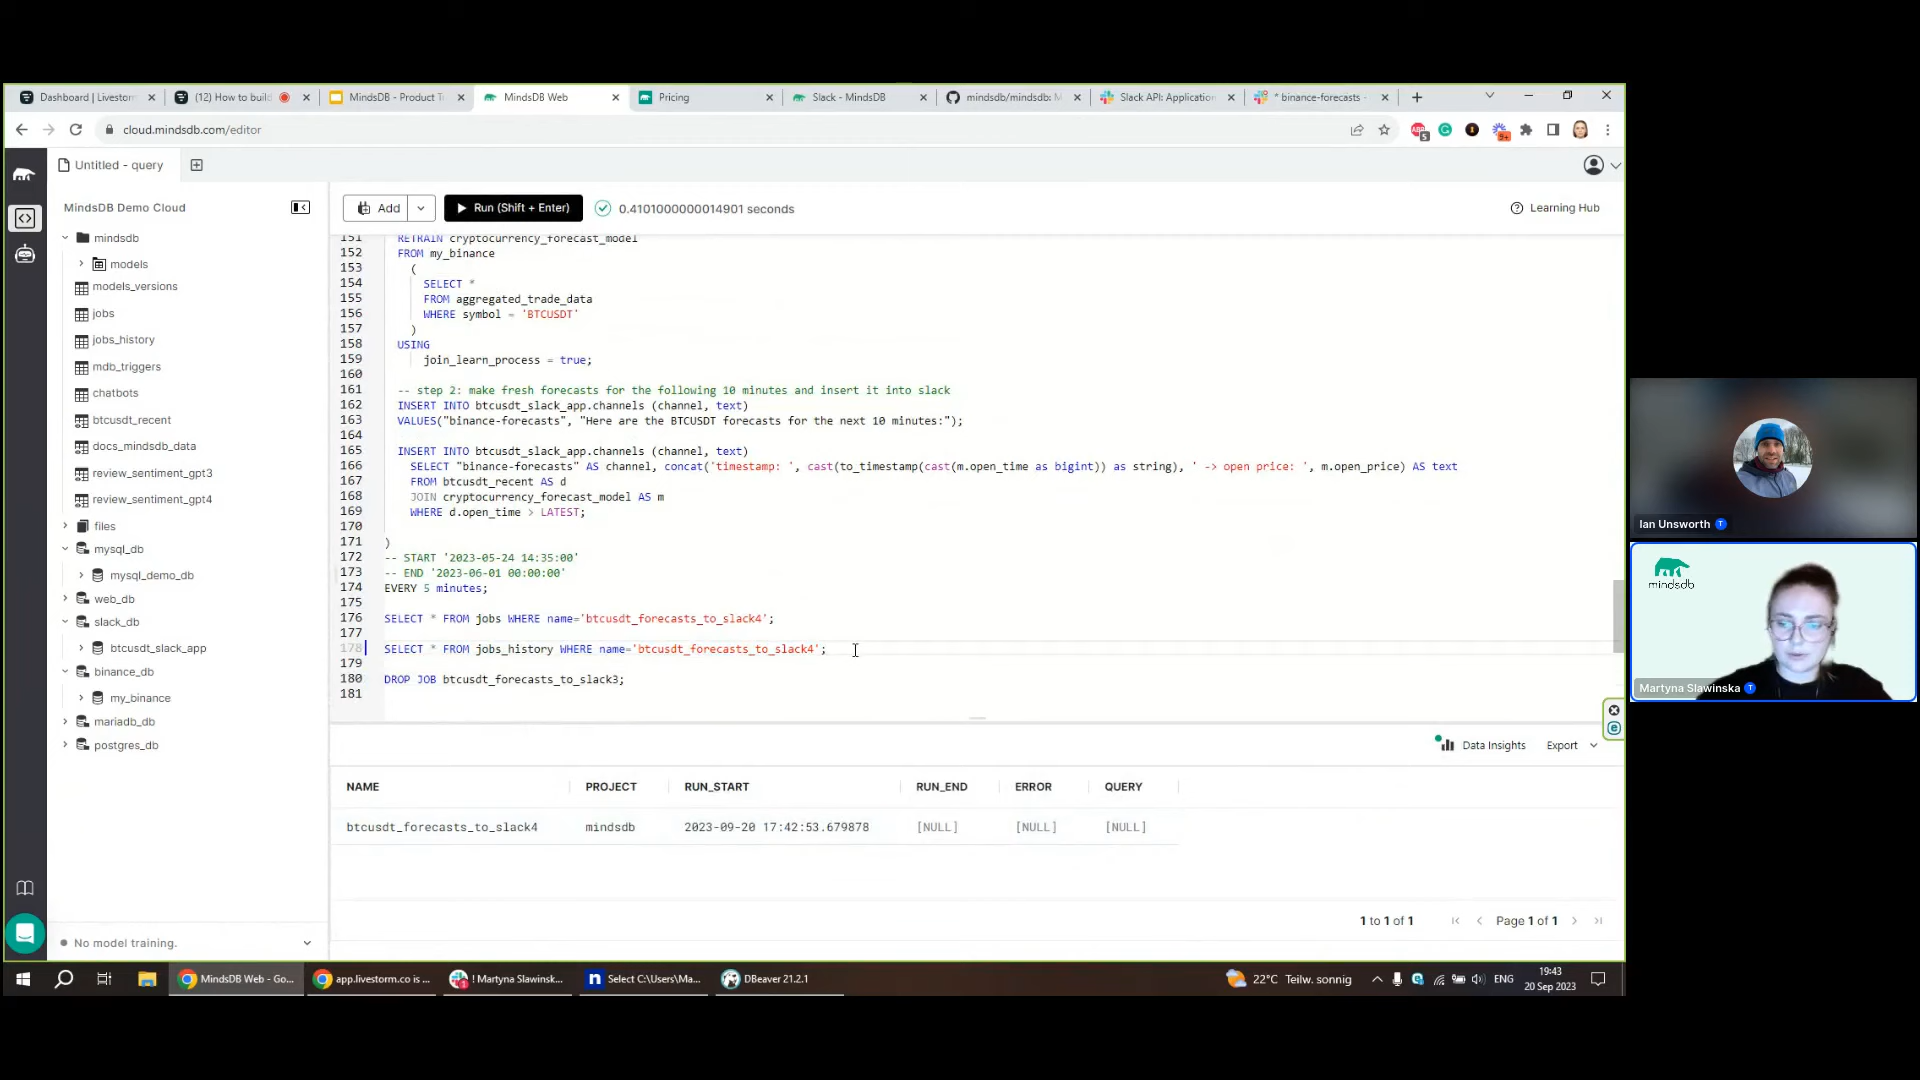 Dashboard | Livestorm
(12) How to build
MindsDB - Product T
MindsDB Web
Pricing
Slack - MindsDB
mindsdb/mindsdb: M
Slack API: Application
* binance-forecasts -
cloud.mindsdb.com/editor
5
9+
Untitled - query
MindsDB Demo Cloud
Add
Run (Shift + Enter)
0.4101000000014901 seconds
Learning Hub
mindsdb
models
models_versions
jobs
jobs_history
mdb_triggers
chatbots
btcusdt_recent
docs_mindsdb_data
review_sentiment_gpt3
review_sentiment_gpt4
files
mysql_db
mysql_demo_db
web_db
slack_db
btcusdt_slack_app
binance_db
my_binance
mariadb_db
postgres_db
No model training.
151 RETRAIN cryptocurrency_forecast_model
152 FROM my_binance
153 (
154 SELECT *
155 FROM aggregated_trade_data
156 WHERE symbol = 'BTCUSDT'
157 )
158 USING
159 join_learn_process = true;
160
161 -- step 2: make fresh forecasts for the following 10 minutes and insert it into slack
162 INSERT INTO btcusdt_slack_app.channels (channel, text)
163 VALUES("binance-forecasts", "Here are the BTCUSDT forecasts for the next 10 minutes:");
164
165 INSERT INTO btcusdt_slack_app.channels (channel, text)
166 SELECT "binance-forecasts" AS channel, concat('timestamp: ', cast(to_timestamp(cast(m.open_time as bigint)) as string), ' -> open price: ', m.open_price) AS text
167 FROM btcusdt_recent AS d
168 JOIN cryptocurrency_forecast_model AS m
169 WHERE d.open_time > LATEST;
170
171 )
172 -- START '2023-05-24 14:35:00'
173 -- END '2023-06-01 00:00:00'
174 EVERY 5 minutes;
175
176 SELECT * FROM jobs WHERE name='btcusdt_forecasts_to_slack4';
177
178 SELECT * FROM jobs_history WHERE name='btcusdt_forecasts_to_slack4';
179
180 DROP JOB btcusdt_forecasts_to_slack3;
181
Data Insights
Export
NAME PROJECT RUN_START RUN_END ERROR QUERY
btcusdt_forecasts_to_slack4 mindsdb 2023-09-20 17:42:53.679878 [NULL] [NULL] [NULL]
1 to 1 of 1
Page 1 of 1
Ian Unsworth
mindsdb
Martyna Slawinska
MindsDB Web - Go...
app.livestorm.co is ...
! Martyna Slawinsk...
Select C:\Users\Ma...
DBeaver 21.2.1
22°C Teilw. sonnig
ENG
19:43
20 Sep 2023